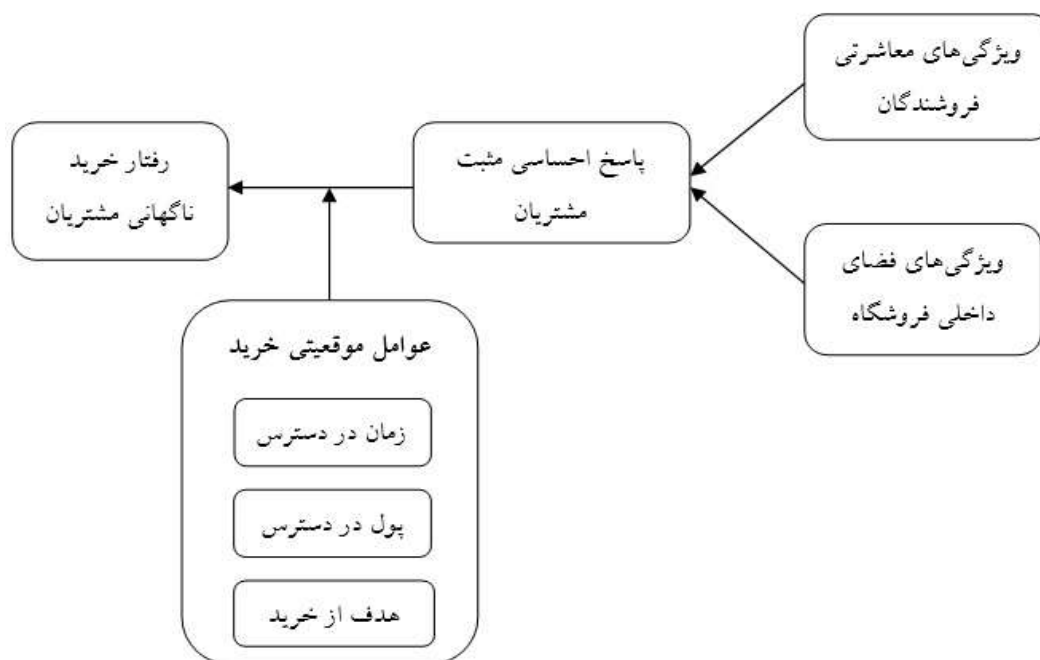 ویژگی‌های معاشرتی
فروشندگان
پاسخ احساسی مثبت
مشتریان
رفتار خرید
ناگهانی مشتریان
ویژگی‌های فضای
داخلی فروشگاه
عوامل موقعیتی خرید
زمان در دسترس
پول در دسترس
هدف از خرید